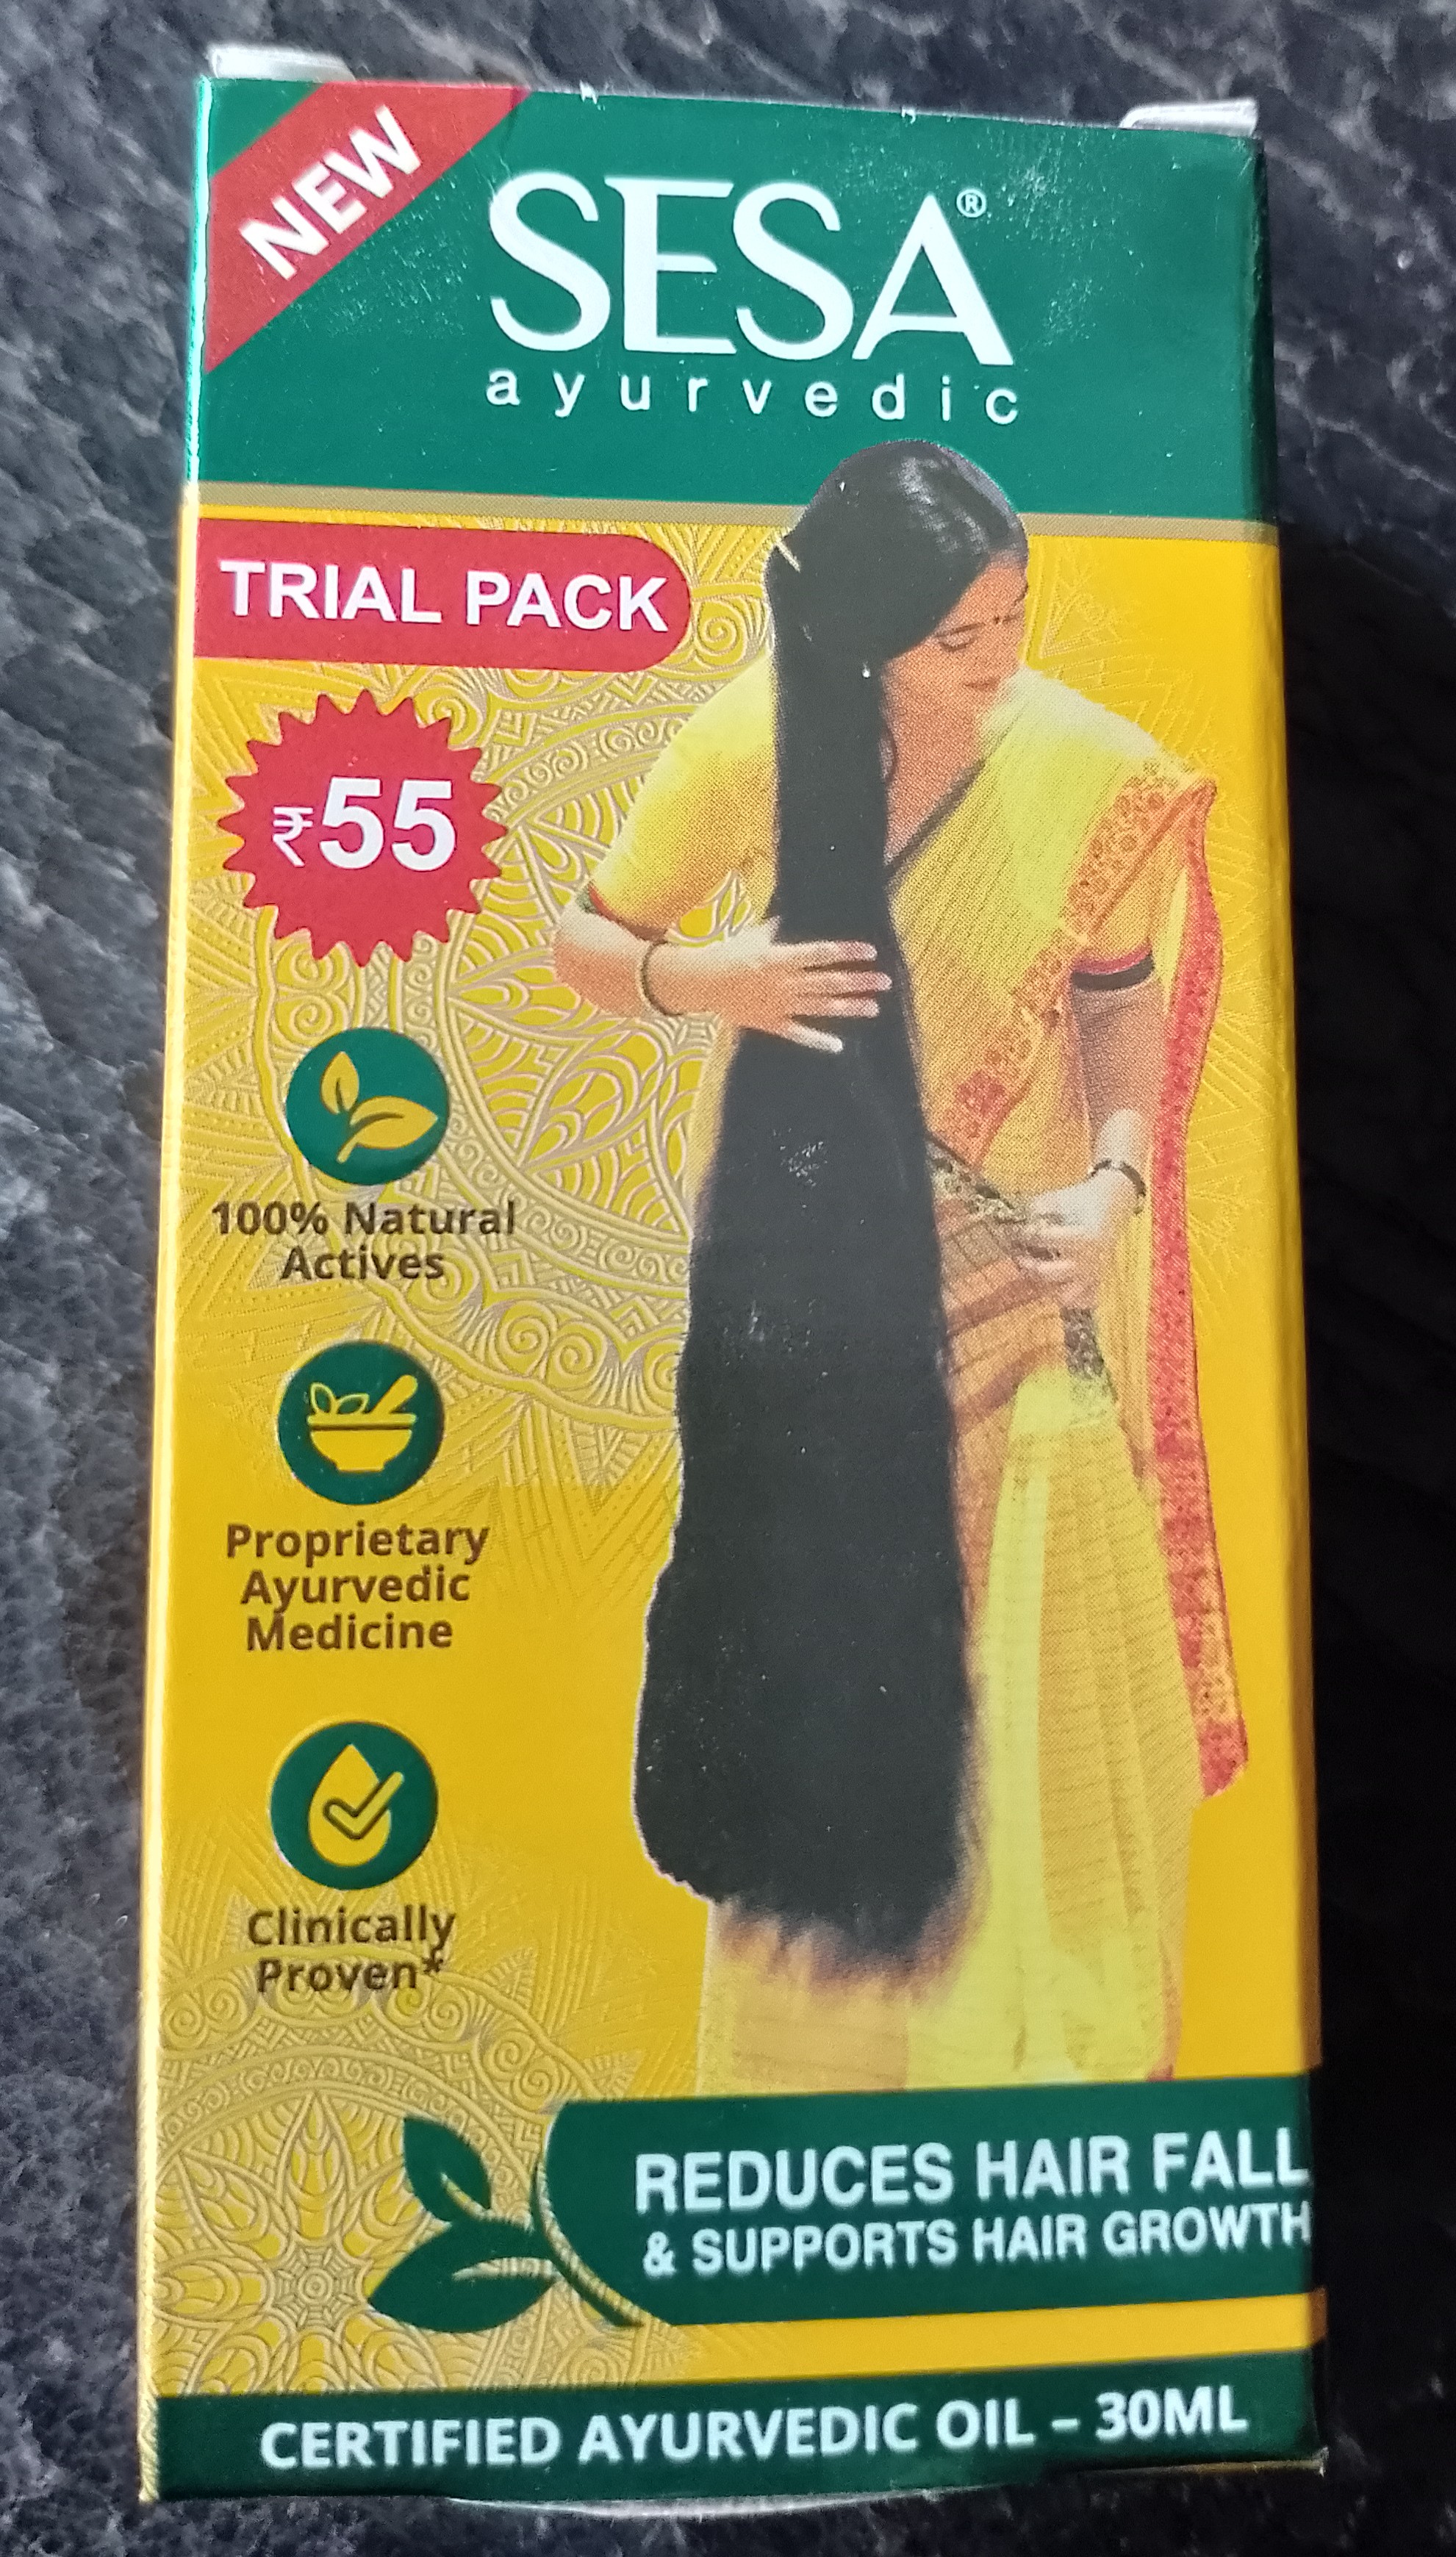 NEW
SESA®
ayurvedic
TRIAL PACK
₹55
100% Natural
Actives
Proprietary
Ayurvedic
Medicine
Clinically
Proven*
REDUCES HAIR FALL
& SUPPORTS HAIR GROWTH
CERTIFIED AYURVEDIC OIL – 30ML